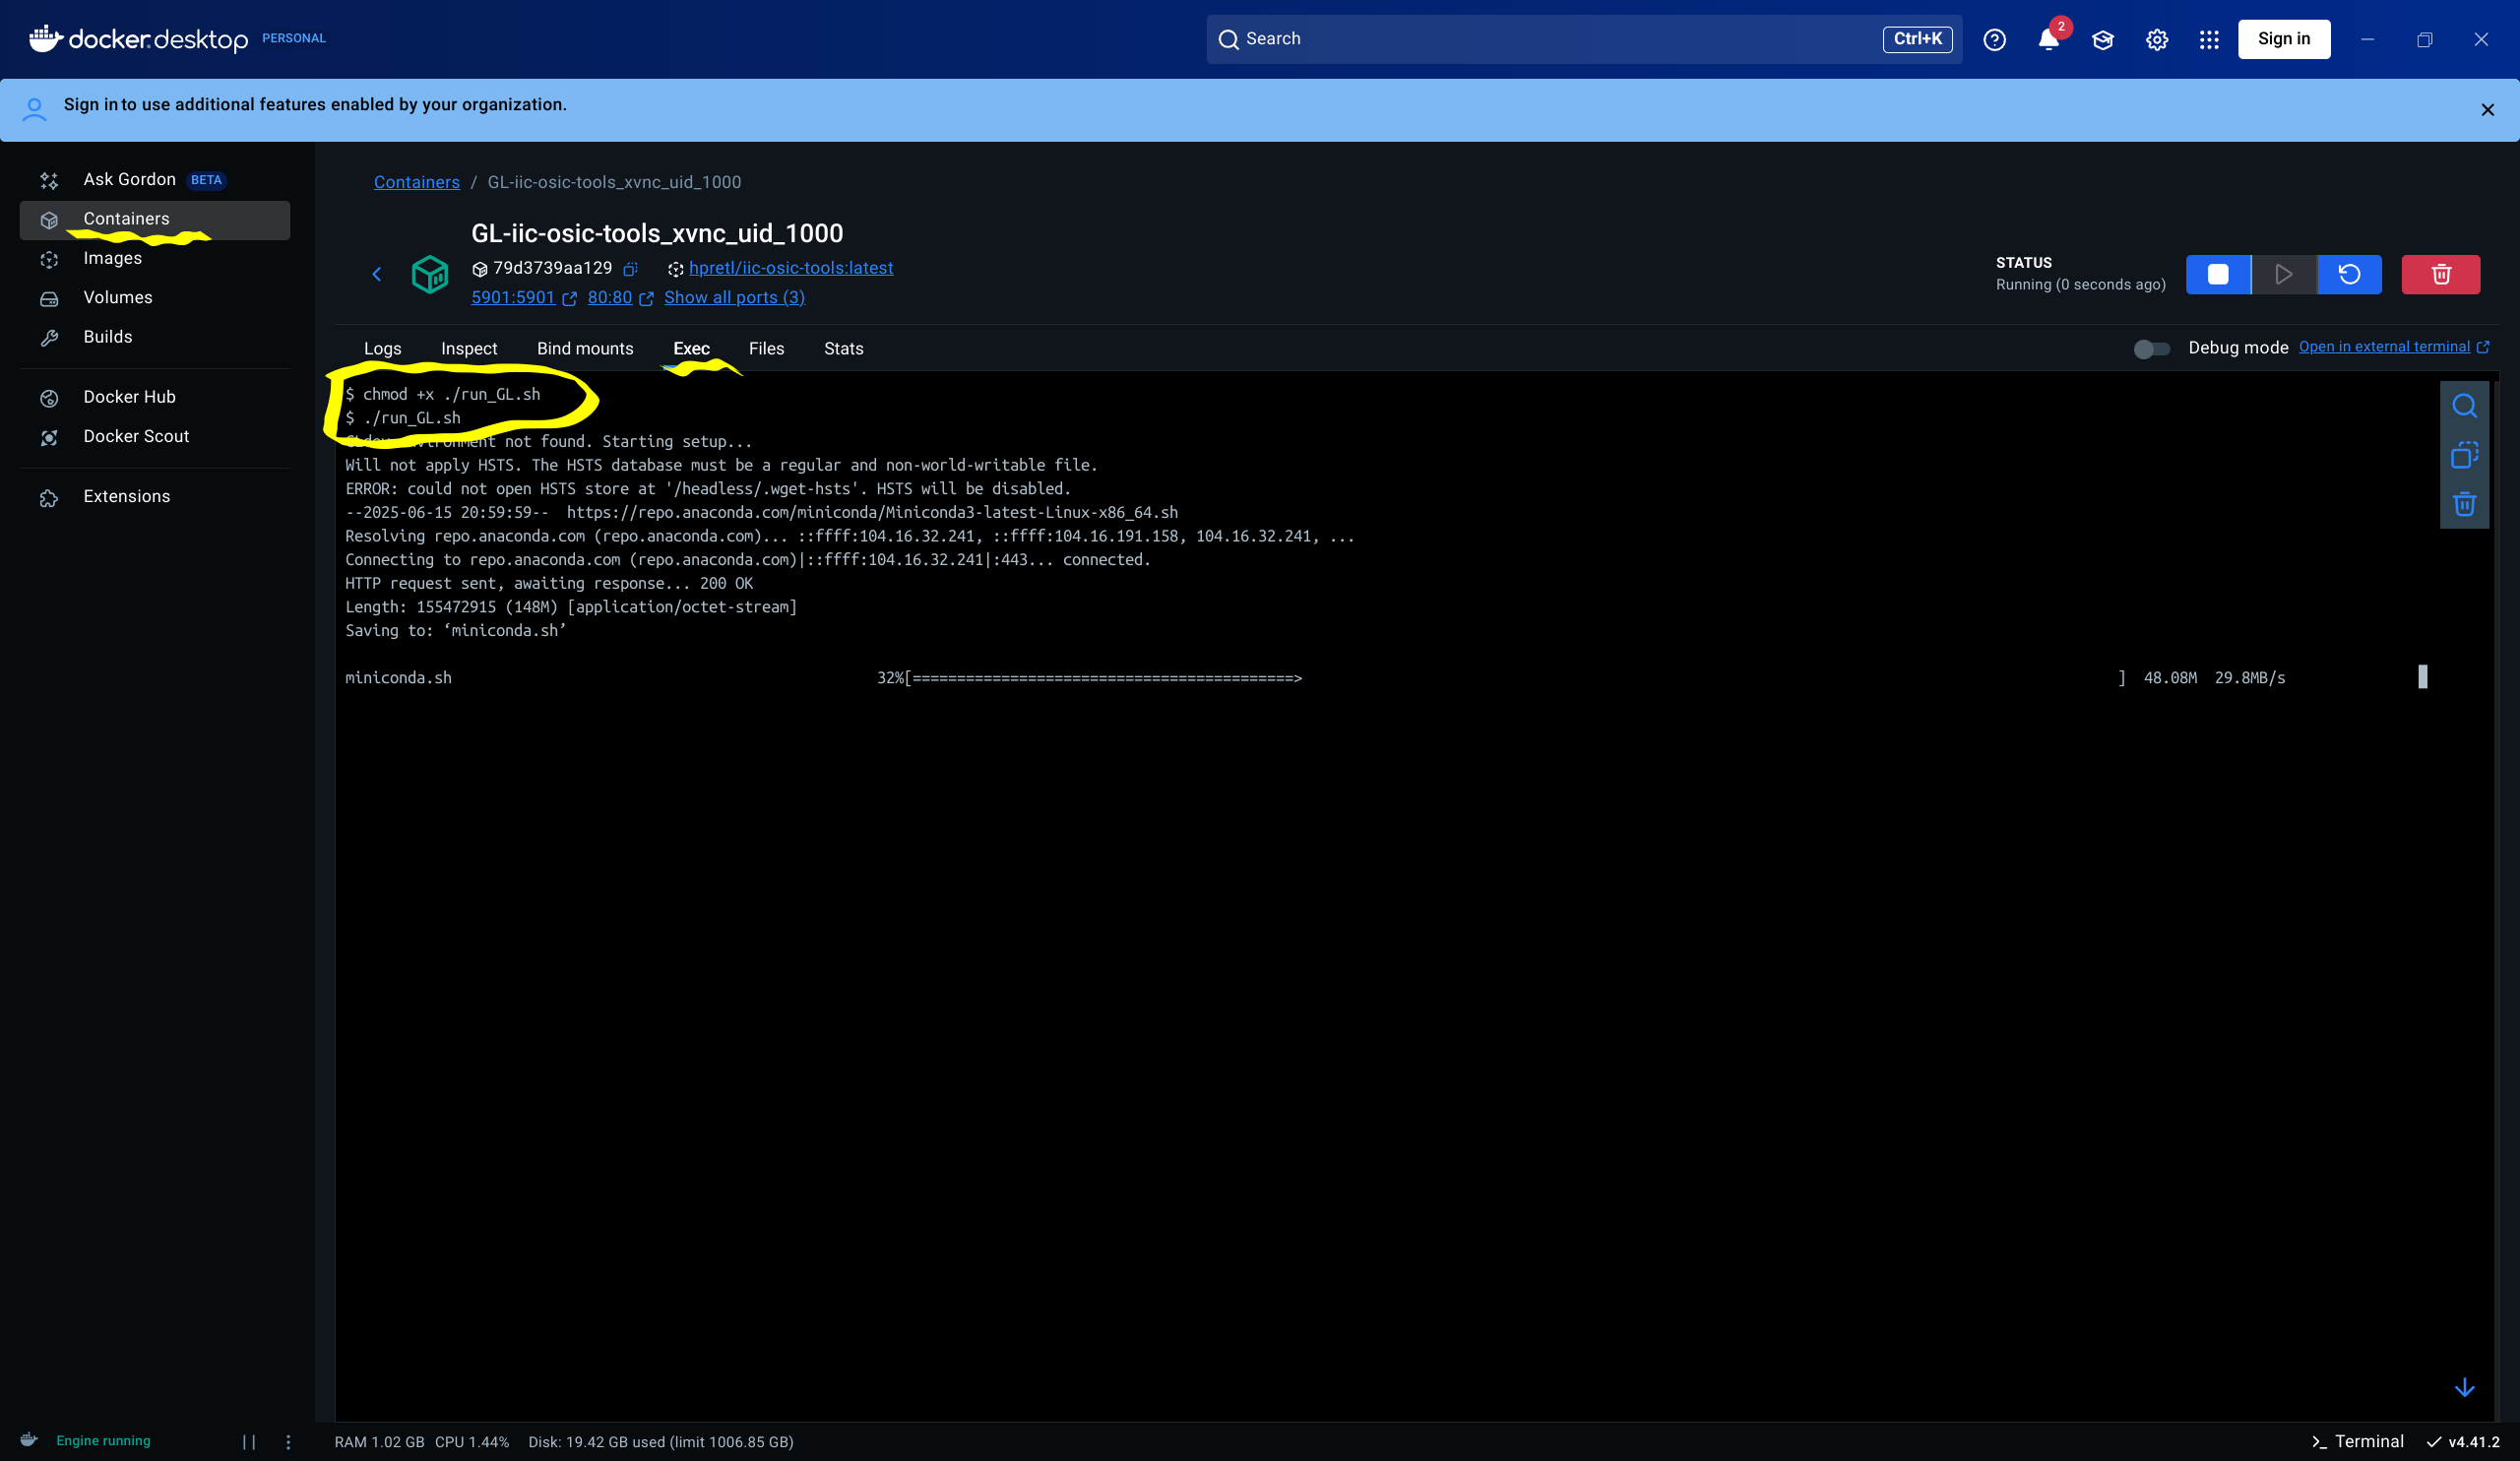 docker.desktop PERSONAL
Search
Ctrl+K
2
Sign in
Sign in to use additional features enabled by your organization.
Ask Gordon BETA
Containers
Images
Volumes
Builds
Docker Hub
Docker Scout
Extensions
Containers / GL-iic-osic-tools_xvnc_uid_1000
GL-iic-osic-tools_xvnc_uid_1000
79d3739aa129 hpretl/iic-osic-tools:latest
5901:5901 80:80 Show all ports (3)
STATUS
Running (0 seconds ago)
Logs Inspect Bind mounts Exec Files Stats
Debug mode Open in external terminal
$ chmod +x ./run_GL.sh
$ ./run_GL.sh
not found. Starting setup...
Will not apply HSTS. The HSTS database must be a regular and non-world-writable file.
ERROR: could not open HSTS store at '/headless/.wget-hsts'. HSTS will be disabled.
--2025-06-15 20:59:59-- https://repo.anaconda.com/miniconda/Miniconda3-latest-Linux-x86_64.sh
Resolving repo.anaconda.com (repo.anaconda.com)... ::ffff:104.16.32.241, ::ffff:104.16.191.158, 104.16.32.241, ...
Connecting to repo.anaconda.com (repo.anaconda.com)|::ffff:104.16.32.241|:443... connected.
HTTP request sent, awaiting response... 200 OK
Length: 155472915 (148M) [application/octet-stream]
Saving to: ‘miniconda.sh’
miniconda.sh 32%[===========================================> ] 48.08M 29.8MB/s
Engine running
RAM 1.02 GB CPU 1.44% Disk: 19.42 GB used (limit 1006.85 GB)
>_ Terminal
v4.41.2